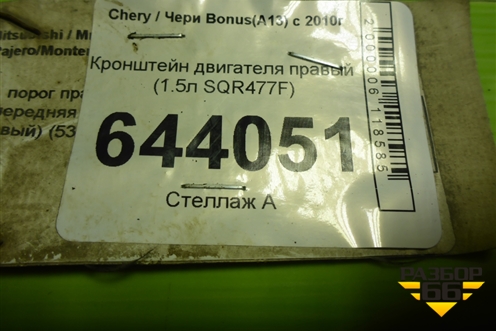 Chery / Чери Bonus(A13) с 2010г
Кронштейн двигателя правый
(1.5л SQR477F)
644051
Стеллаж А
2000006118585
Pajero/Monter
порог пра
передняя
вый) (53
РАЗБОР
66